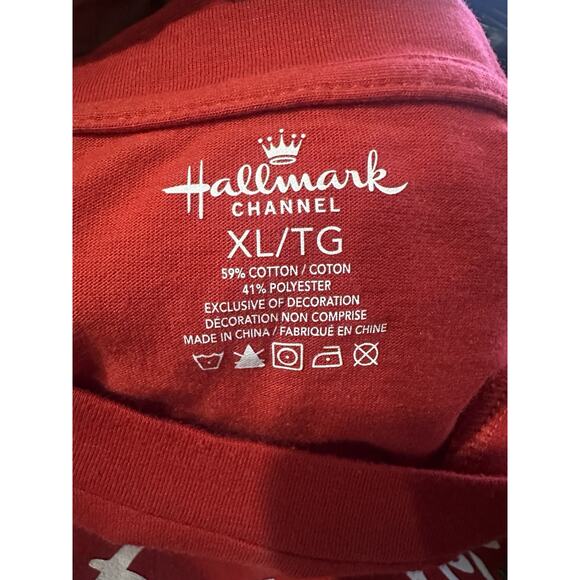 Hallmark
CHANNEL
XL/TG
59% COTTON / COTON
41% POLYESTER
EXCLUSIVE OF DECORATION
DÉCORATION NON COMPRISE
MADE IN CHINA / FABRIQUÉ EN CHINE